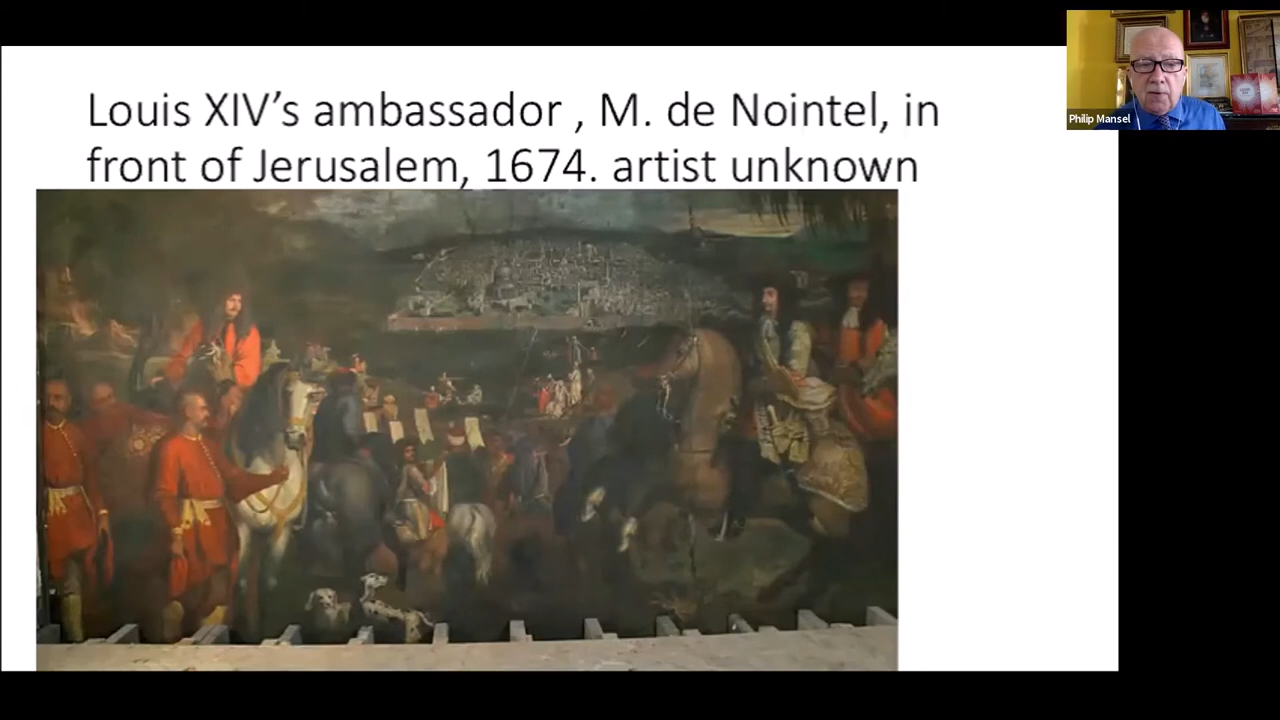 Louis XIV’s ambassador , M. de Nointel, in
front of Jerusalem, 1674. artist unknown
Philip Mansel